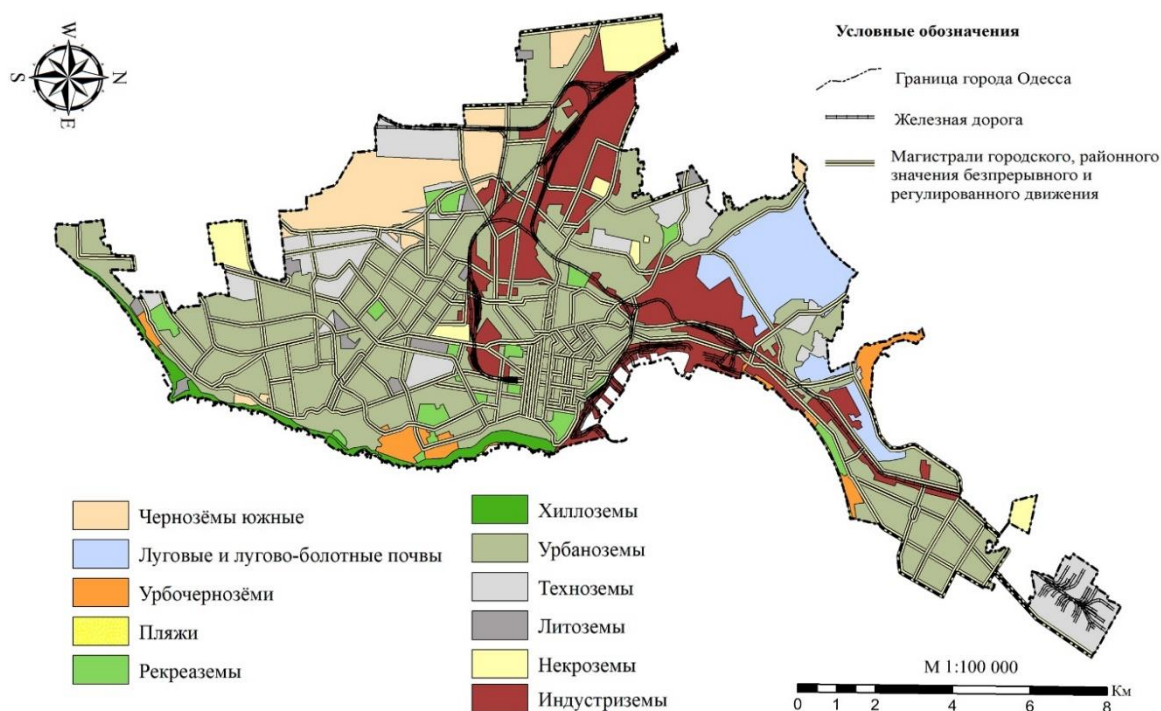 W
N
S
E
Условные обозначения
Граница города Одесса
Железная дорога
Магистрали городского, районного
значения безпрерывного и
регулированного движения
Чернозёмы южные
Луговые и лугово-болотные почвы
Урбочернозёми
Пляжи
Рекреаземы
Хиллоземы
Урбаноземы
Техноземы
Литоземы
Некроземы
Индустриземы
М 1:100 000
Км
0 1 2 4 6 8